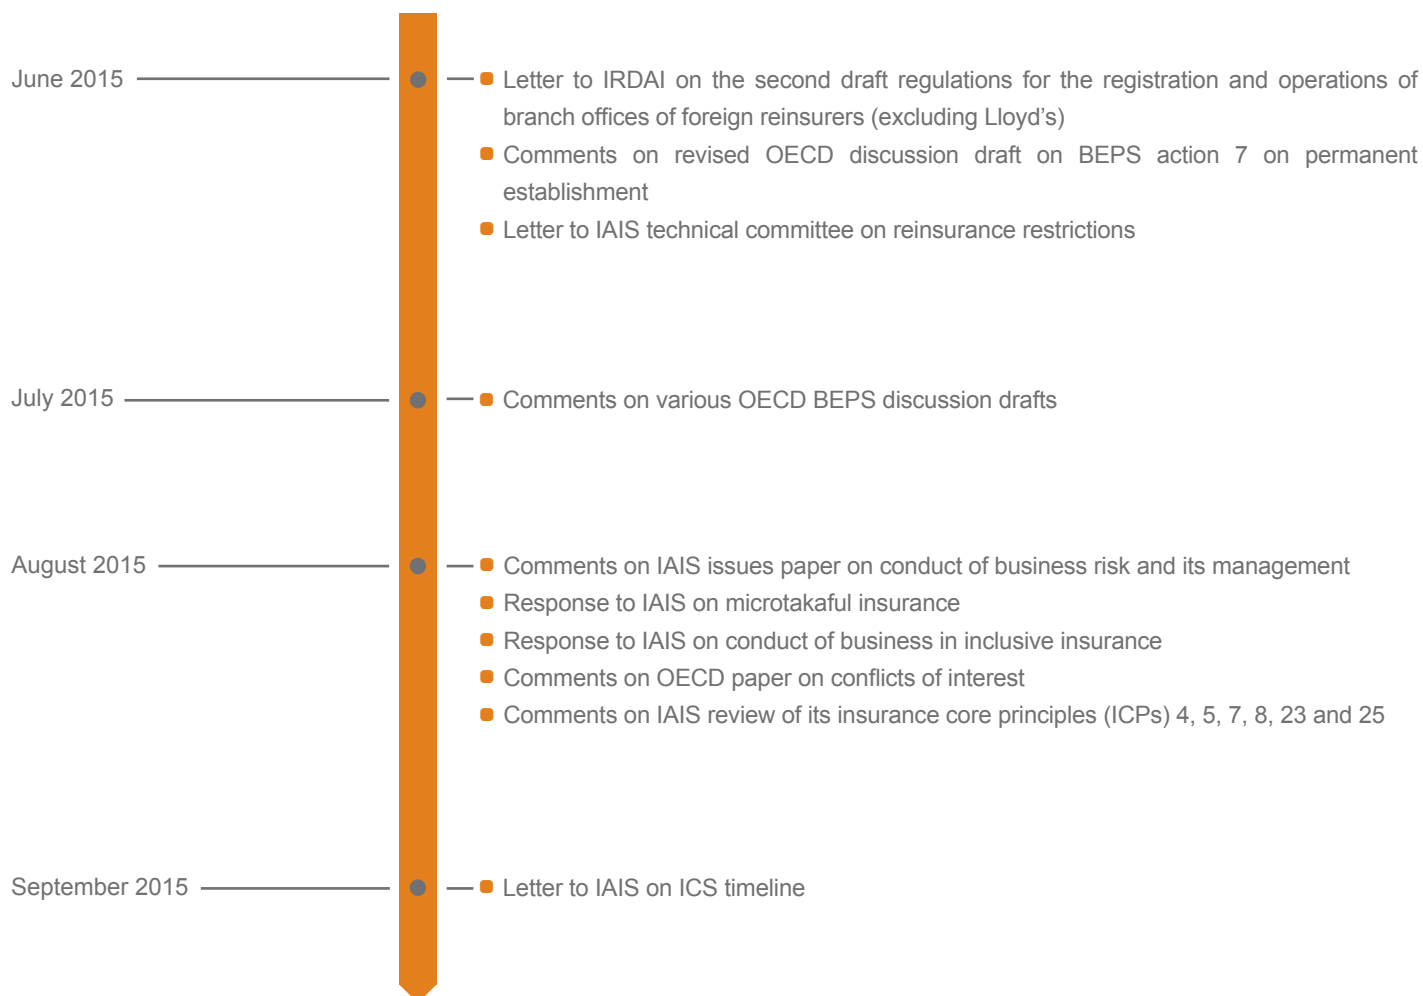 June 2015
Letter to IRDAI on the second draft regulations for the registration and operations of
branch offices of foreign reinsurers (excluding Lloyd’s)
Comments on revised OECD discussion draft on BEPS action 7 on permanent
establishment
Letter to IAIS technical committee on reinsurance restrictions
July 2015
Comments on various OECD BEPS discussion drafts
August 2015
Comments on IAIS issues paper on conduct of business risk and its management
Response to IAIS on microtakaful insurance
Response to IAIS on conduct of business in inclusive insurance
Comments on OECD paper on conflicts of interest
Comments on IAIS review of its insurance core principles (ICPs) 4, 5, 7, 8, 23 and 25
September 2015
Letter to IAIS on ICS timeline